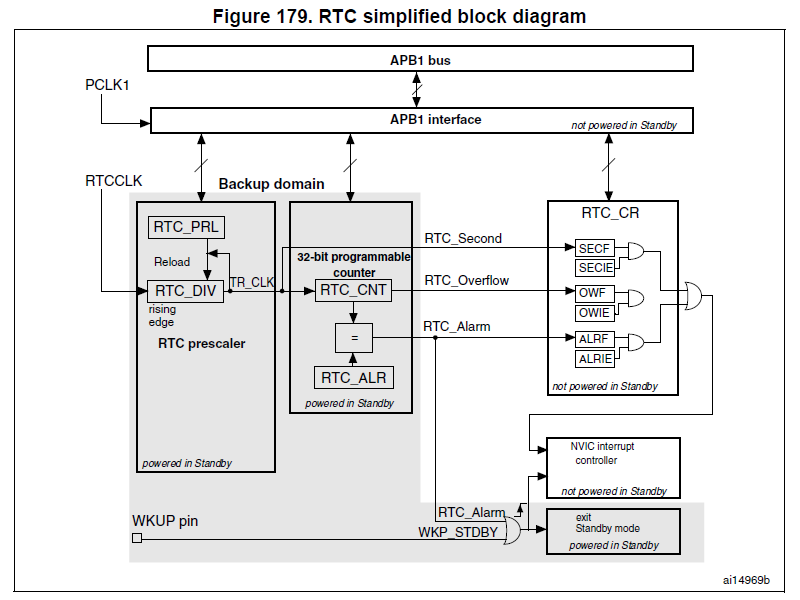 Figure 179. RTC simplified block diagram
APB1 bus
PCLK1
APB1 interface
not powered in Standby
RTCCLK
Backup domain
RTC_CR
RTC_PRL
RTC_Second
SECF
32-bit programmable
counter
Reload
SECIE
TR_CLK
RTC_Overflow
RTC_DIV
RTC_CNT
OWF
rising
edge
OWIE
RTC_Alarm
RTC prescaler
=
ALRF
ALRIE
RTC_ALR
not powered in Standby
powered in Standby
NVIC interrupt
controller
powered in Standby
not powered in Standby
RTC_Alarm
WKUP pin
exit
Standby mode
WKP_STDBY
powered in Standby
ai14969b